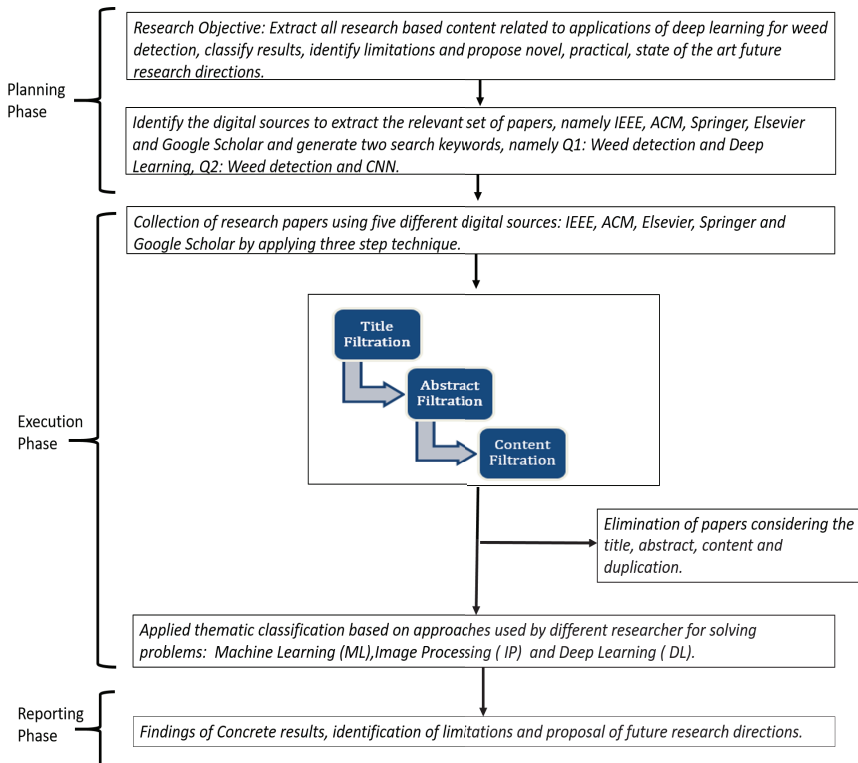 Research Objective: Extract all research based content related to applications of deep learning for weed
detection, classify results, identify limitations and propose novel, practical, state of the art future
research directions.
Planning
Phase
Identify the digital sources to extract the relevant set of papers, namely IEEE, ACM, Springer, Elsevier
and Google Scholar and generate two search keywords, namely Q1: Weed detection and Deep
Learning, Q2: Weed detection and CNN.
Collection of research papers using five different digital sources: IEEE, ACM, Elsevier, Springer and
Google Scholar by applying three step technique.
Title
Filtration
Abstract
Filtration
Execution
Phase
Content
Filtration
Elimination of papers considering the
title, abstract, content and
duplication.
Applied thematic classification based on approaches used by different researcher for solving
problems: Machine Learning (ML),Image Processing ( IP) and Deep Learning ( DL).
Reporting
Phase
Findings of Concrete results, identification of limitations and proposal of future research directions.